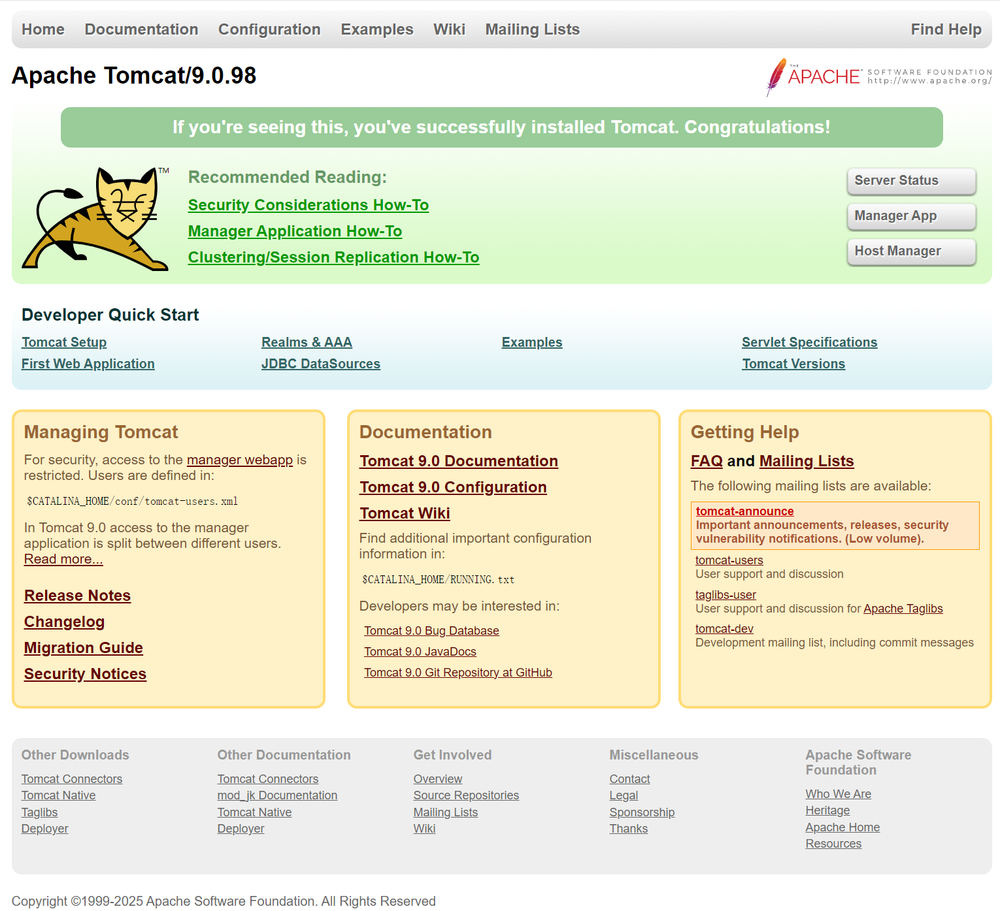 Home Documentation Configuration Examples Wiki Mailing Lists Find Help
Apache Tomcat/9.0.98
THE APACHE® SOFTWARE FOUNDATION
http://www.apache.org/
If you're seeing this, you've successfully installed Tomcat. Congratulations!
TM
Recommended Reading:
Security Considerations How-To
Manager Application How-To
Clustering/Session Replication How-To
Server Status
Manager App
Host Manager
Developer Quick Start
Tomcat Setup
First Web Application
Realms & AAA
JDBC DataSources
Examples
Servlet Specifications
Tomcat Versions
Managing Tomcat
For security, access to the manager webapp is
restricted. Users are defined in:
$CATALINA_HOME/conf/tomcat-users.xml
In Tomcat 9.0 access to the manager
application is split between different users.
Read more...
Release Notes
Changelog
Migration Guide
Security Notices
Documentation
Tomcat 9.0 Documentation
Tomcat 9.0 Configuration
Tomcat Wiki
Find additional important configuration
information in:
$CATALINA_HOME/RUNNING.txt
Developers may be interested in:
Tomcat 9.0 Bug Database
Tomcat 9.0 JavaDocs
Tomcat 9.0 Git Repository at GitHub
Getting Help
FAQ and Mailing Lists
The following mailing lists are available:
tomcat-announce
Important announcements, releases, security
vulnerability notifications. (Low volume).
tomcat-users
User support and discussion
taglibs-user
User support and discussion for Apache Taglibs
tomcat-dev
Development mailing list, including commit messages
Other Downloads
Tomcat Connectors
Tomcat Native
Taglibs
Deployer
Other Documentation
Tomcat Connectors
mod_jk Documentation
Tomcat Native
Deployer
Get Involved
Overview
Source Repositories
Mailing Lists
Wiki
Miscellaneous
Contact
Legal
Sponsorship
Thanks
Apache Software
Foundation
Who We Are
Heritage
Apache Home
Resources
Copyright ©1999-2025 Apache Software Foundation. All Rights Reserved